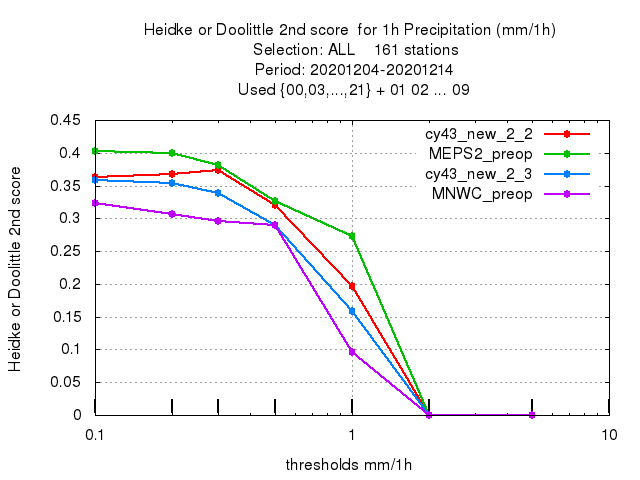 Heidke or Doolittle 2nd score  for 1h Precipitation (mm/1h)
Selection: ALL    161 stations
Period: 20201204-20201214
Used {00,03,...,21} + 01 02 ... 09
cy43_new_2_2
MEPS2_preop
cy43_new_2_3
MNWC_preop
Heidke or Doolittle 2nd score
0.45
0.4
0.35
0.3
0.25
0.2
0.15
0.1
0.05
0
0.1
1
10
thresholds mm/1h